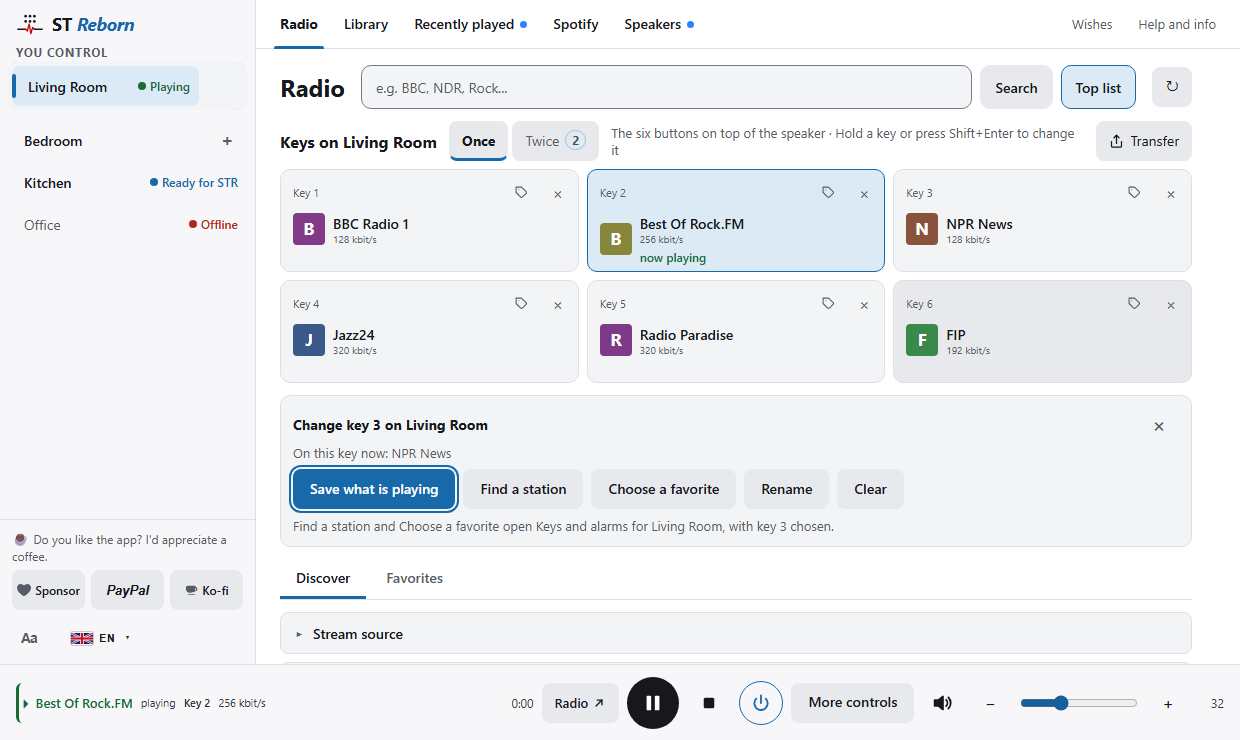 ST Reborn
YOU CONTROL
Living Room
Playing
Bedroom
+
Kitchen
Ready for STR
Office
Offline
Do you like the app? I'd appreciate a
coffee.
Sponsor
PayPal
Ko-fi
Aa
EN
Radio
Library
Recently played
Spotify
Speakers
Wishes
Help and info
Radio
e.g. BBC, NDR, Rock...
Search
Top list
Keys on Living Room
Once
Twice 2
The six buttons on top of the speaker · Hold a key or press Shift+Enter to change
it
Transfer
Key 1
B
BBC Radio 1
128 kbit/s
Key 2
B
Best Of Rock.FM
256 kbit/s
now playing
Key 3
N
NPR News
128 kbit/s
Key 4
J
Jazz24
320 kbit/s
Key 5
R
Radio Paradise
320 kbit/s
Key 6
F
FIP
192 kbit/s
Change key 3 on Living Room
On this key now: NPR News
Save what is playing
Find a station
Choose a favorite
Rename
Clear
Find a station and Choose a favorite open Keys and alarms for Living Room, with key 3 chosen.
Discover
Favorites
Stream source
Best Of Rock.FM playing Key 2 256 kbit/s
0:00
Radio ↗
More controls
−
+
32